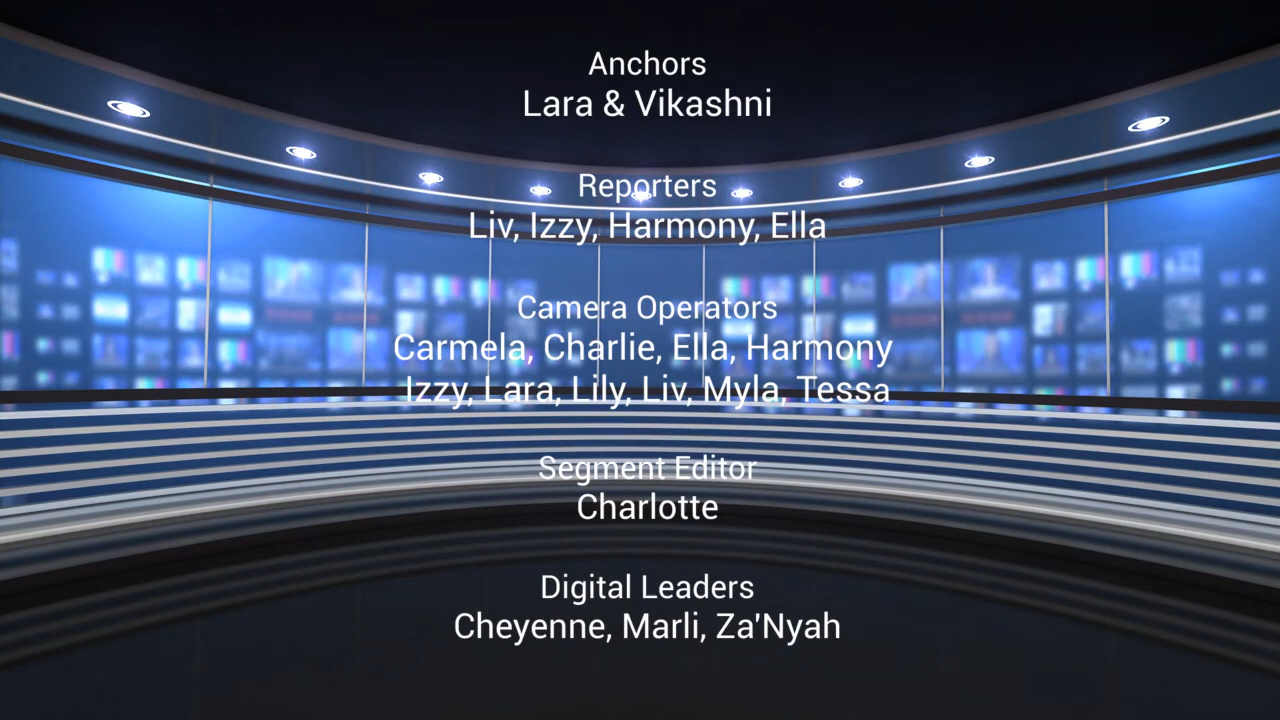 Anchors
Lara & Vikashni
Reporters
Liv, Izzy, Harmony, Ella
Camera Operators
Carmela, Charlie, Ella, Harmony
Izzy, Lara, Lily, Liv, Myla, Tessa
Segment Editor
Charlotte
Digital Leaders
Cheyenne, Marli, Za'Nyah